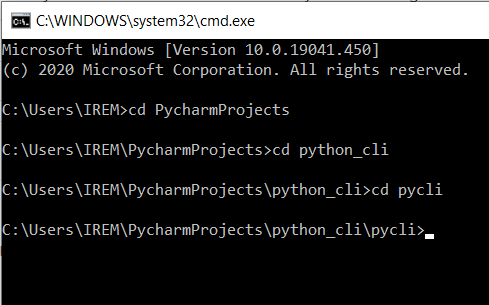 C:\WINDOWS\system32\cmd.exe
Microsoft Windows [Version 10.0.19041.450]
(c) 2020 Microsoft Corporation. All rights reserved.
C:\Users\IREM>cd PycharmProjects
C:\Users\IREM\PycharmProjects>cd python_cli
C:\Users\IREM\PycharmProjects\python_cli>cd pycli
C:\Users\IREM\PycharmProjects\python_cli\pycli>